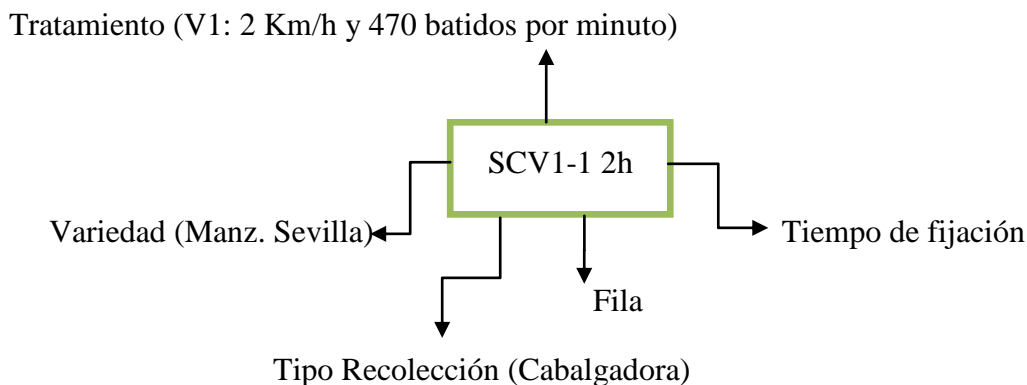 Tratamiento (V1: 2 Km/h y 470 batidos por minuto)
SCV1-1 2h
Variedad (Manz. Sevilla)
Tiempo de fijación
Fila
Tipo Recolección (Cabalgadora)